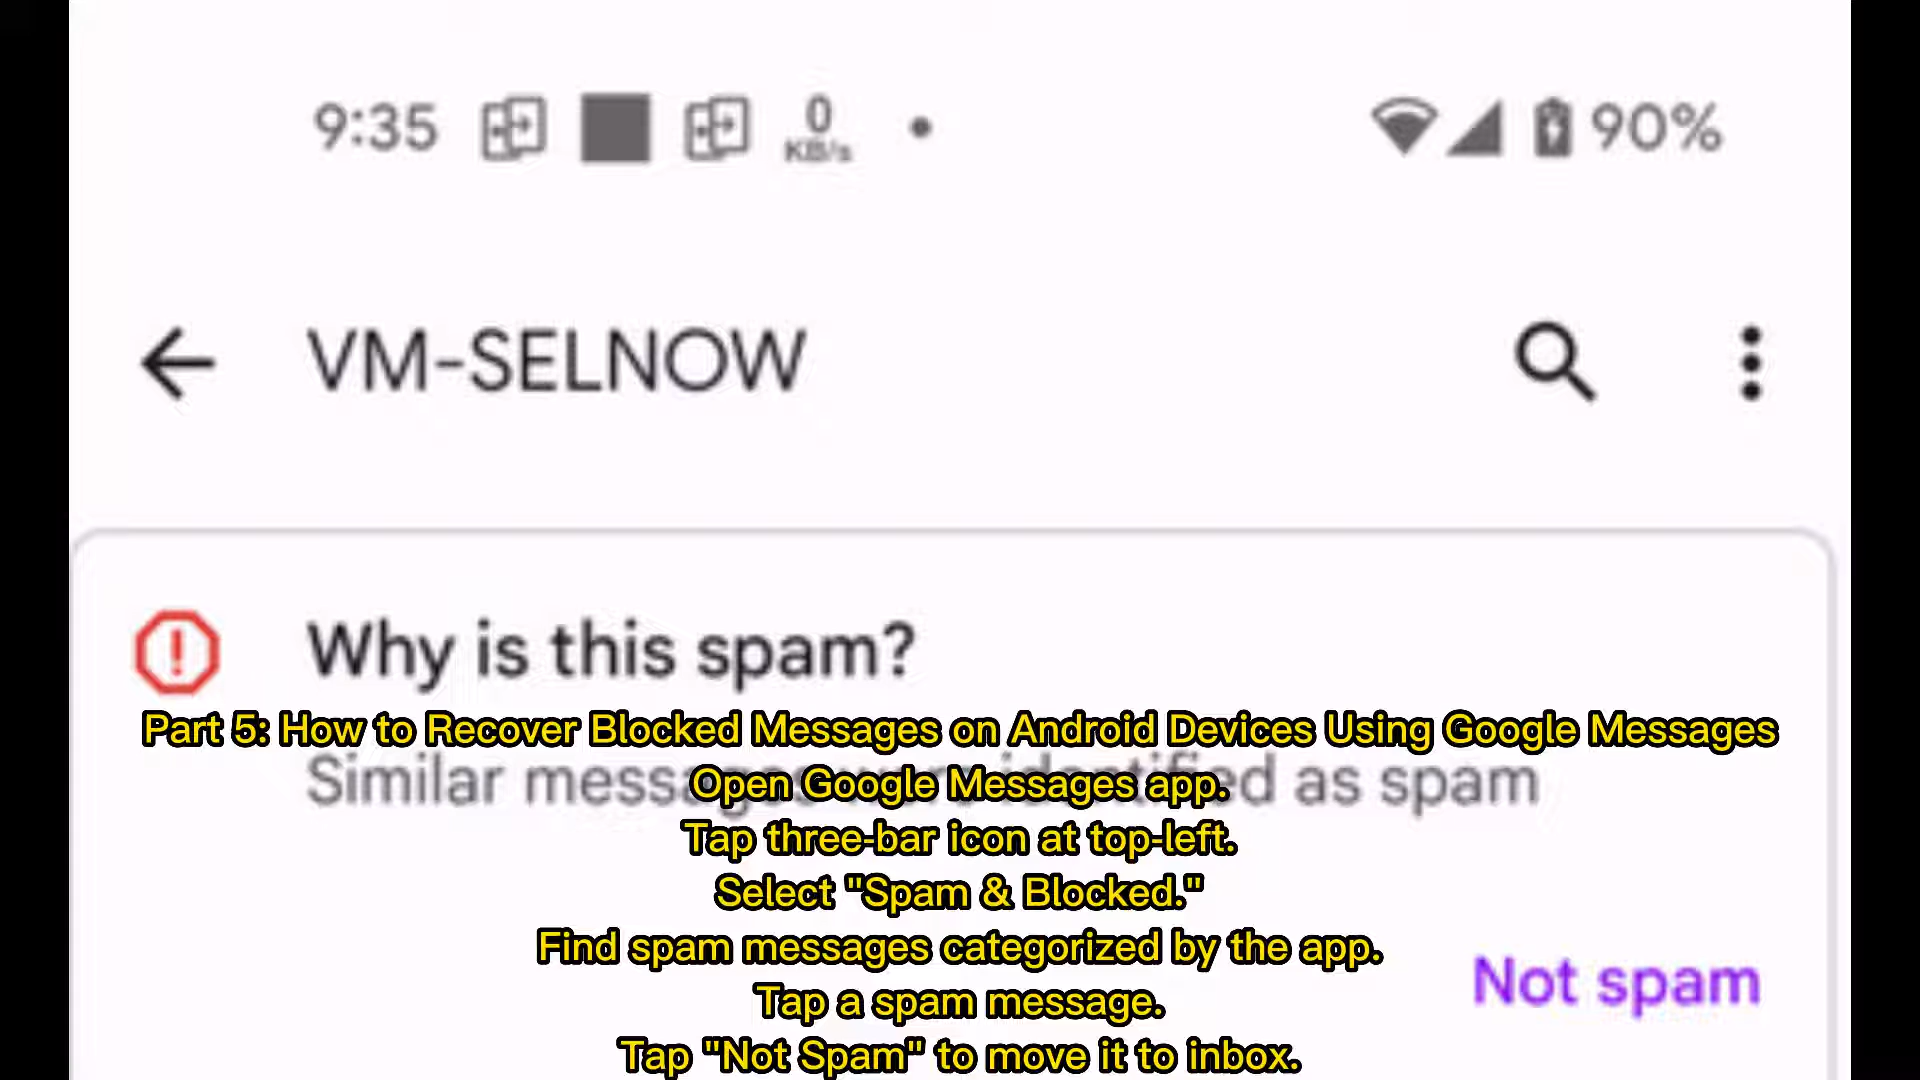 9:35 0 KB/s 90%
VM-SELNOW
Why is this spam?
Part 5: How to Recover Blocked Messages on Android Devices Using Google Messages
Similar messages identified as spam
Open Google Messages app.
Tap three-bar icon at top-left.
Select "Spam & Blocked."
Find spam messages categorized by the app.
Not spam
Tap a spam message.
Tap "Not Spam" to move it to inbox.